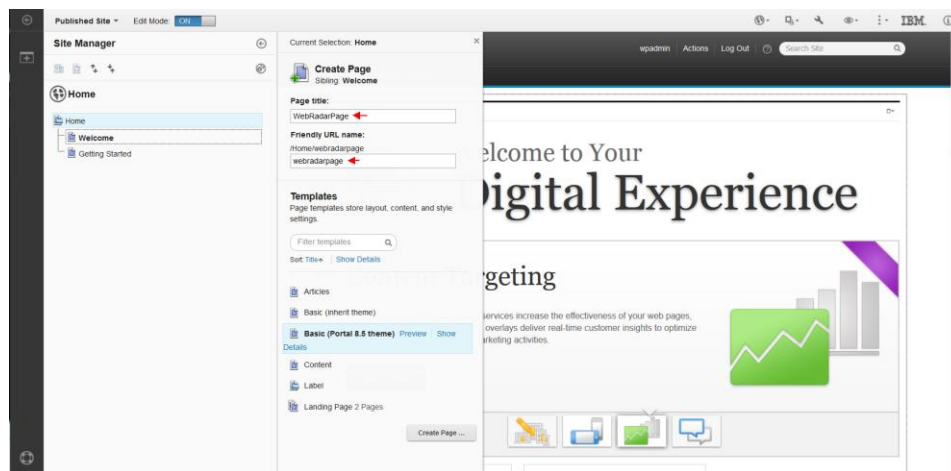 Published Site
Edit Mode: ON
IBM.
Site Manager
Home
Home
Welcome
Getting Started
Current Selection: Home
Create Page
Sibling: Welcome
Page title:
WebRadarPage
Friendly URL name:
/Home/webradarpage
webradarpage
Templates
Page templates store layout, content, and style
settings.
Filter templates
Sort: Title
Show Details
Articles
Basic (inherit theme)
Basic (Portal 8.5 theme) Preview Show
Details
Content
Label
Landing Page 2 Pages
Create Page ...
wpadmin Actions Log Out
Search Site
elcome to Your
Digital Experience
geting
services increase the effectiveness of your web pages,
overlays deliver real-time customer insights to optimize
arketing activities.